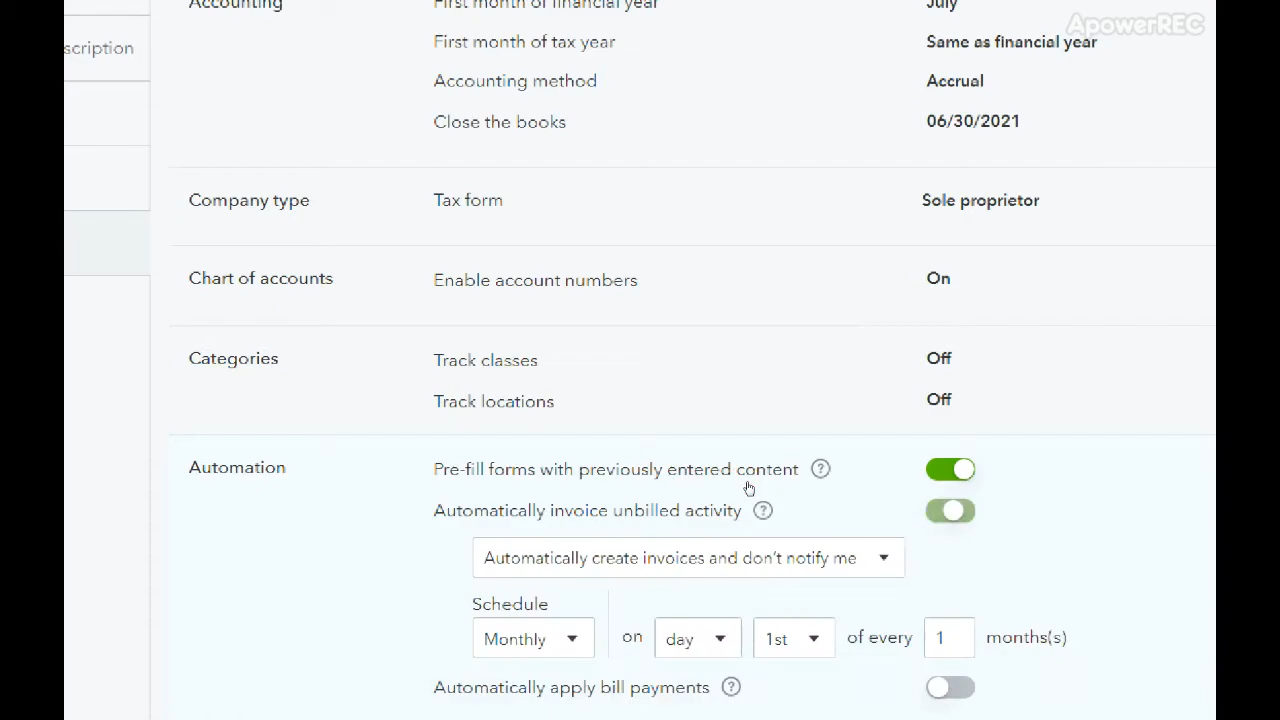 Accounting First month of financial year July
ApowerREC
scription
First month of tax year Same as financial year
Accounting method Accrual
Close the books 06/30/2021
Company type Tax form Sole proprietor
Chart of accounts Enable account numbers On
Categories Track classes Off
Track locations Off
Automation Pre-fill forms with previously entered content ?
Automatically invoice unbilled activity ?
Automatically create invoices and don't notify me
Schedule
Monthly on day 1st of every 1 months(s)
Automatically apply bill payments ?